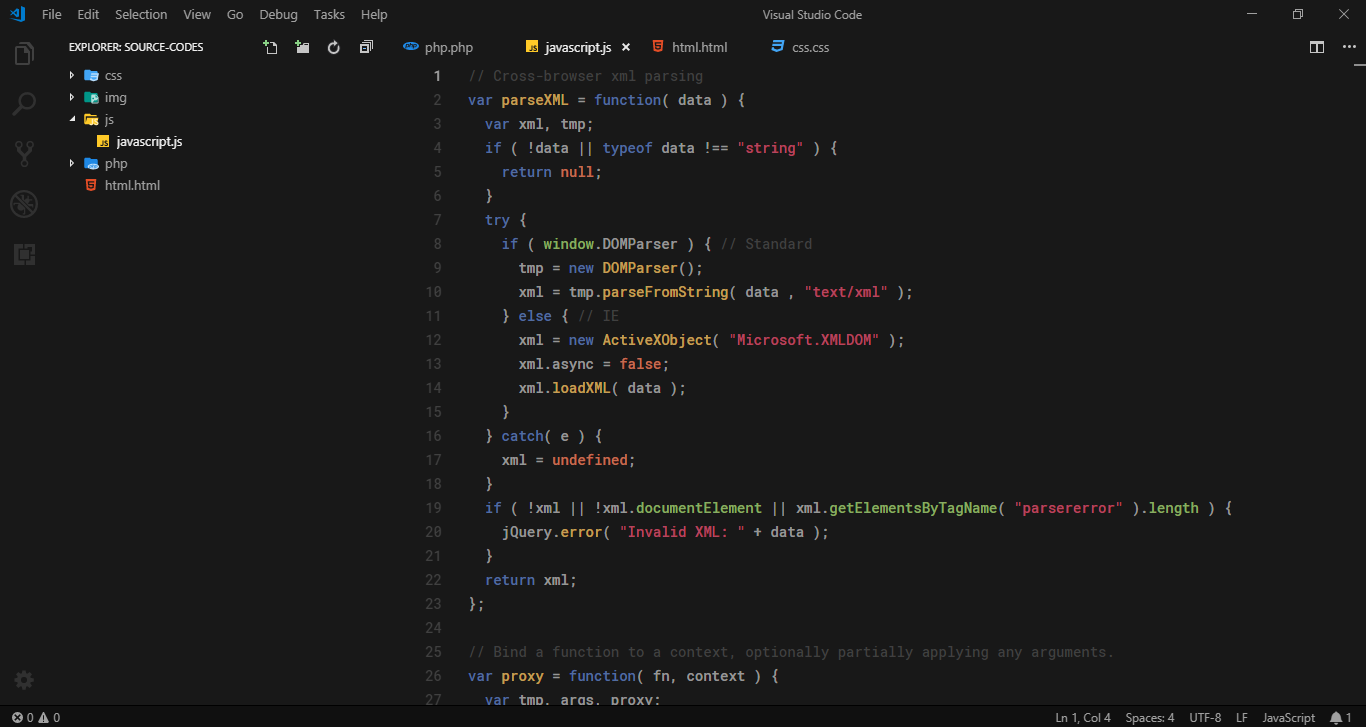 File Edit Selection View Go Debug Tasks Help
Visual Studio Code
EXPLORER: SOURCE-CODES
css
img
js
JS javascript.js
php
html.html
php php.php
JS javascript.js
html.html
css.css
1 // Cross-browser xml parsing
2 var parseXML = function( data ) {
3 var xml, tmp;
4 if ( !data || typeof data !== "string" ) {
5 return null;
6 }
7 try {
8 if ( window.DOMParser ) { // Standard
9 tmp = new DOMParser();
10 xml = tmp.parseFromString( data , "text/xml" );
11 } else { // IE
12 xml = new ActiveXObject( "Microsoft.XMLDOM" );
13 xml.async = false;
14 xml.loadXML( data );
15 }
16 } catch( e ) {
17 xml = undefined;
18 }
19 if ( !xml || !xml.documentElement || xml.getElementsByTagName( "parsererror" ).length ) {
20 jQuery.error( "Invalid XML: " + data );
21 }
22 return xml;
23 };
24
25 // Bind a function to a context, optionally partially applying any arguments.
26 var proxy = function( fn, context ) {
27 var tmp, args, proxy;
0 0
Ln 1, Col 4 Spaces: 4 UTF-8 LF JavaScript 1